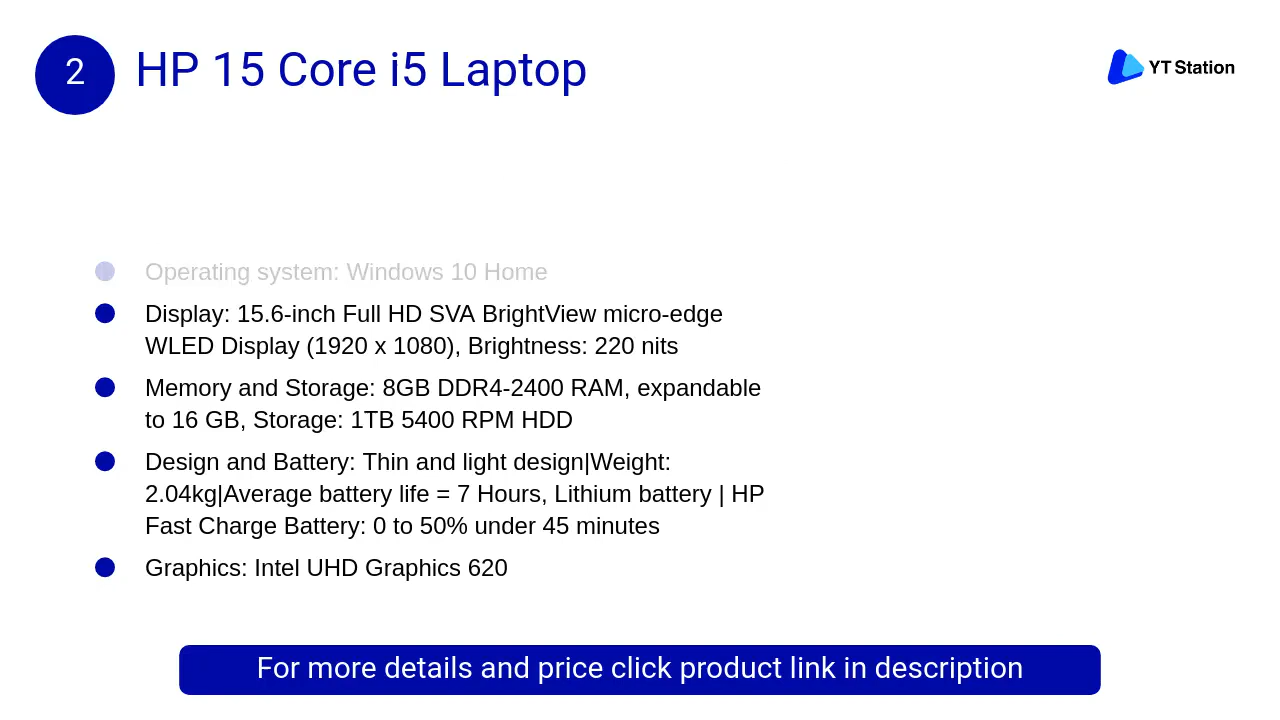 2
HP 15 Core i5 Laptop
YT Station
Operating system: Windows 10 Home
Display: 15.6-inch Full HD SVA BrightView micro-edge
WLED Display (1920 x 1080), Brightness: 220 nits
Memory and Storage: 8GB DDR4-2400 RAM, expandable
to 16 GB, Storage: 1TB 5400 RPM HDD
Design and Battery: Thin and light design|Weight:
2.04kg|Average battery life = 7 Hours, Lithium battery | HP
Fast Charge Battery: 0 to 50% under 45 minutes
Graphics: Intel UHD Graphics 620
For more details and price click product link in description